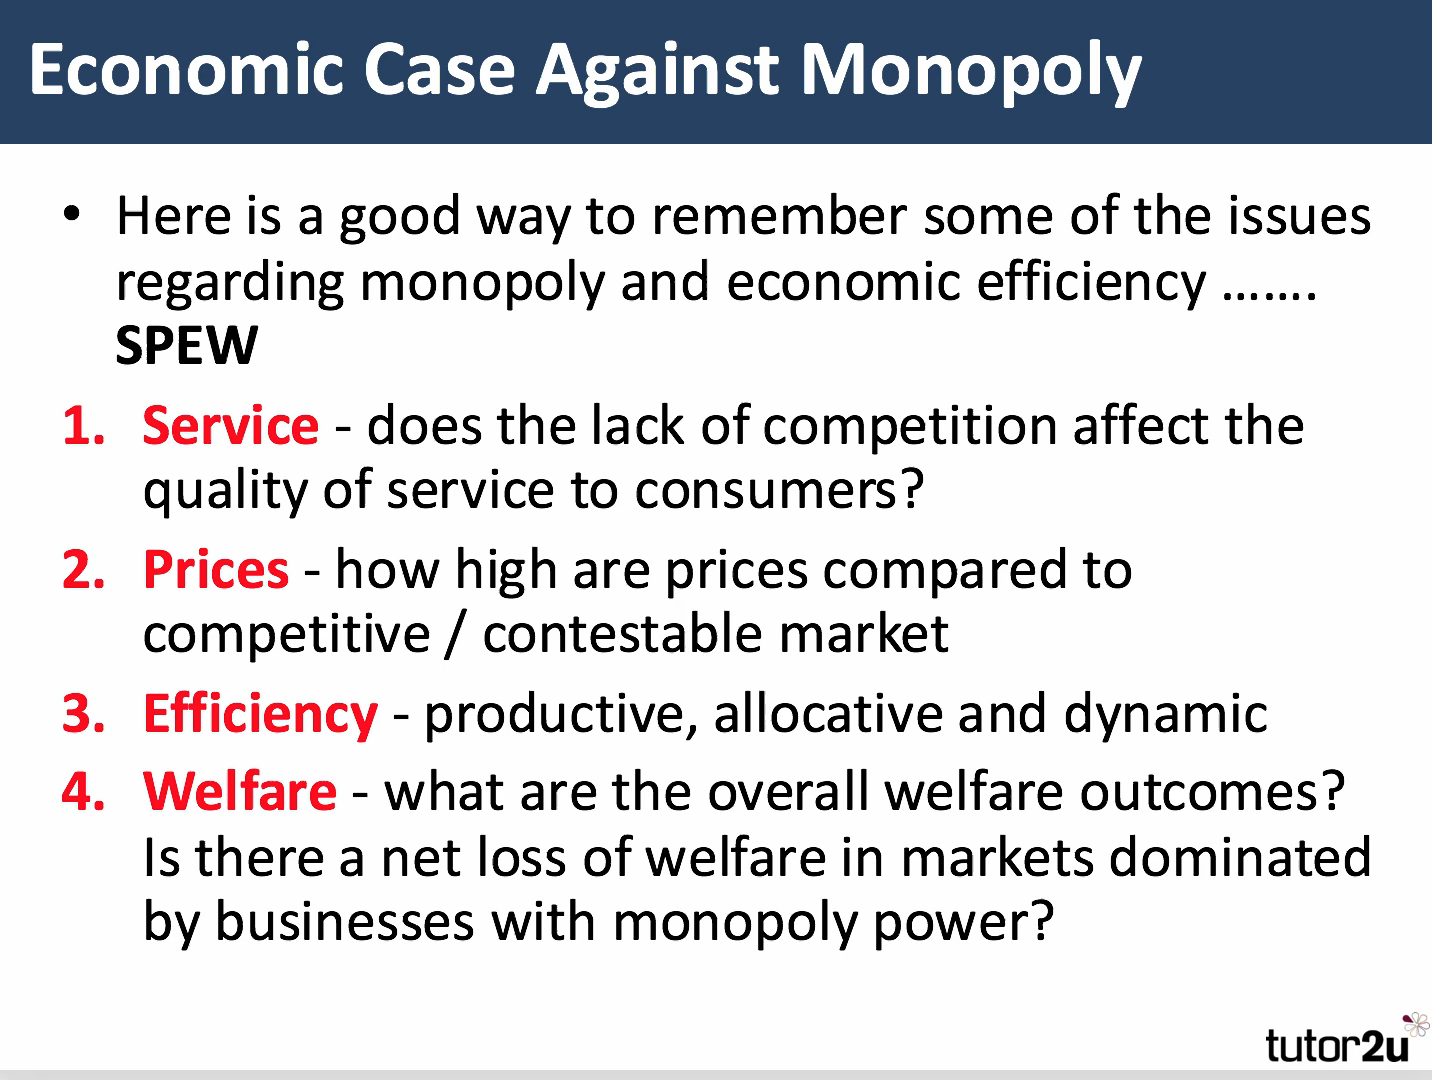 Economic Case Against Monopoly
• Here is a good way to remember some of the issues
regarding monopoly and economic efficiency …….
SPEW
1. Service - does the lack of competition affect the
quality of service to consumers?
2. Prices - how high are prices compared to
competitive / contestable market
3. Efficiency - productive, allocative and dynamic
4. Welfare - what are the overall welfare outcomes?
Is there a net loss of welfare in markets dominated
by businesses with monopoly power?
tutor2u